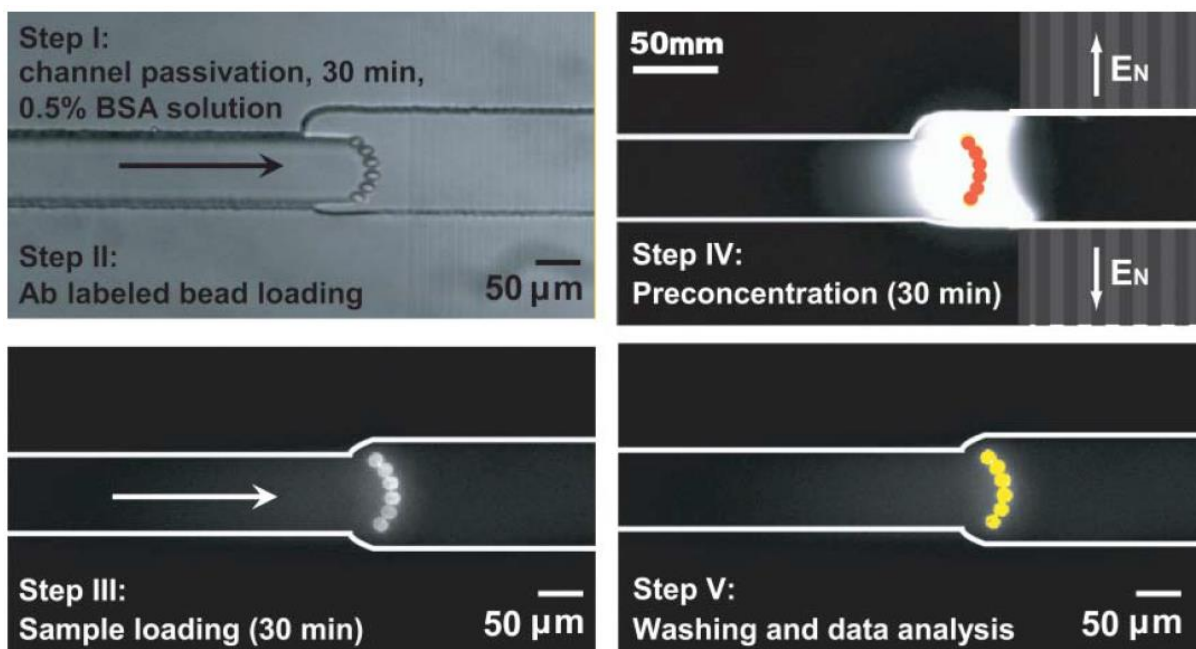 Step I:
channel passivation, 30 min,
0.5% BSA solution
Step II:
Ab labeled bead loading
50 µm
50mm
EN
Step IV:
Preconcentration (30 min)
EN
Step III:
Sample loading (30 min)
50 µm
Step V:
Washing and data analysis
50 µm